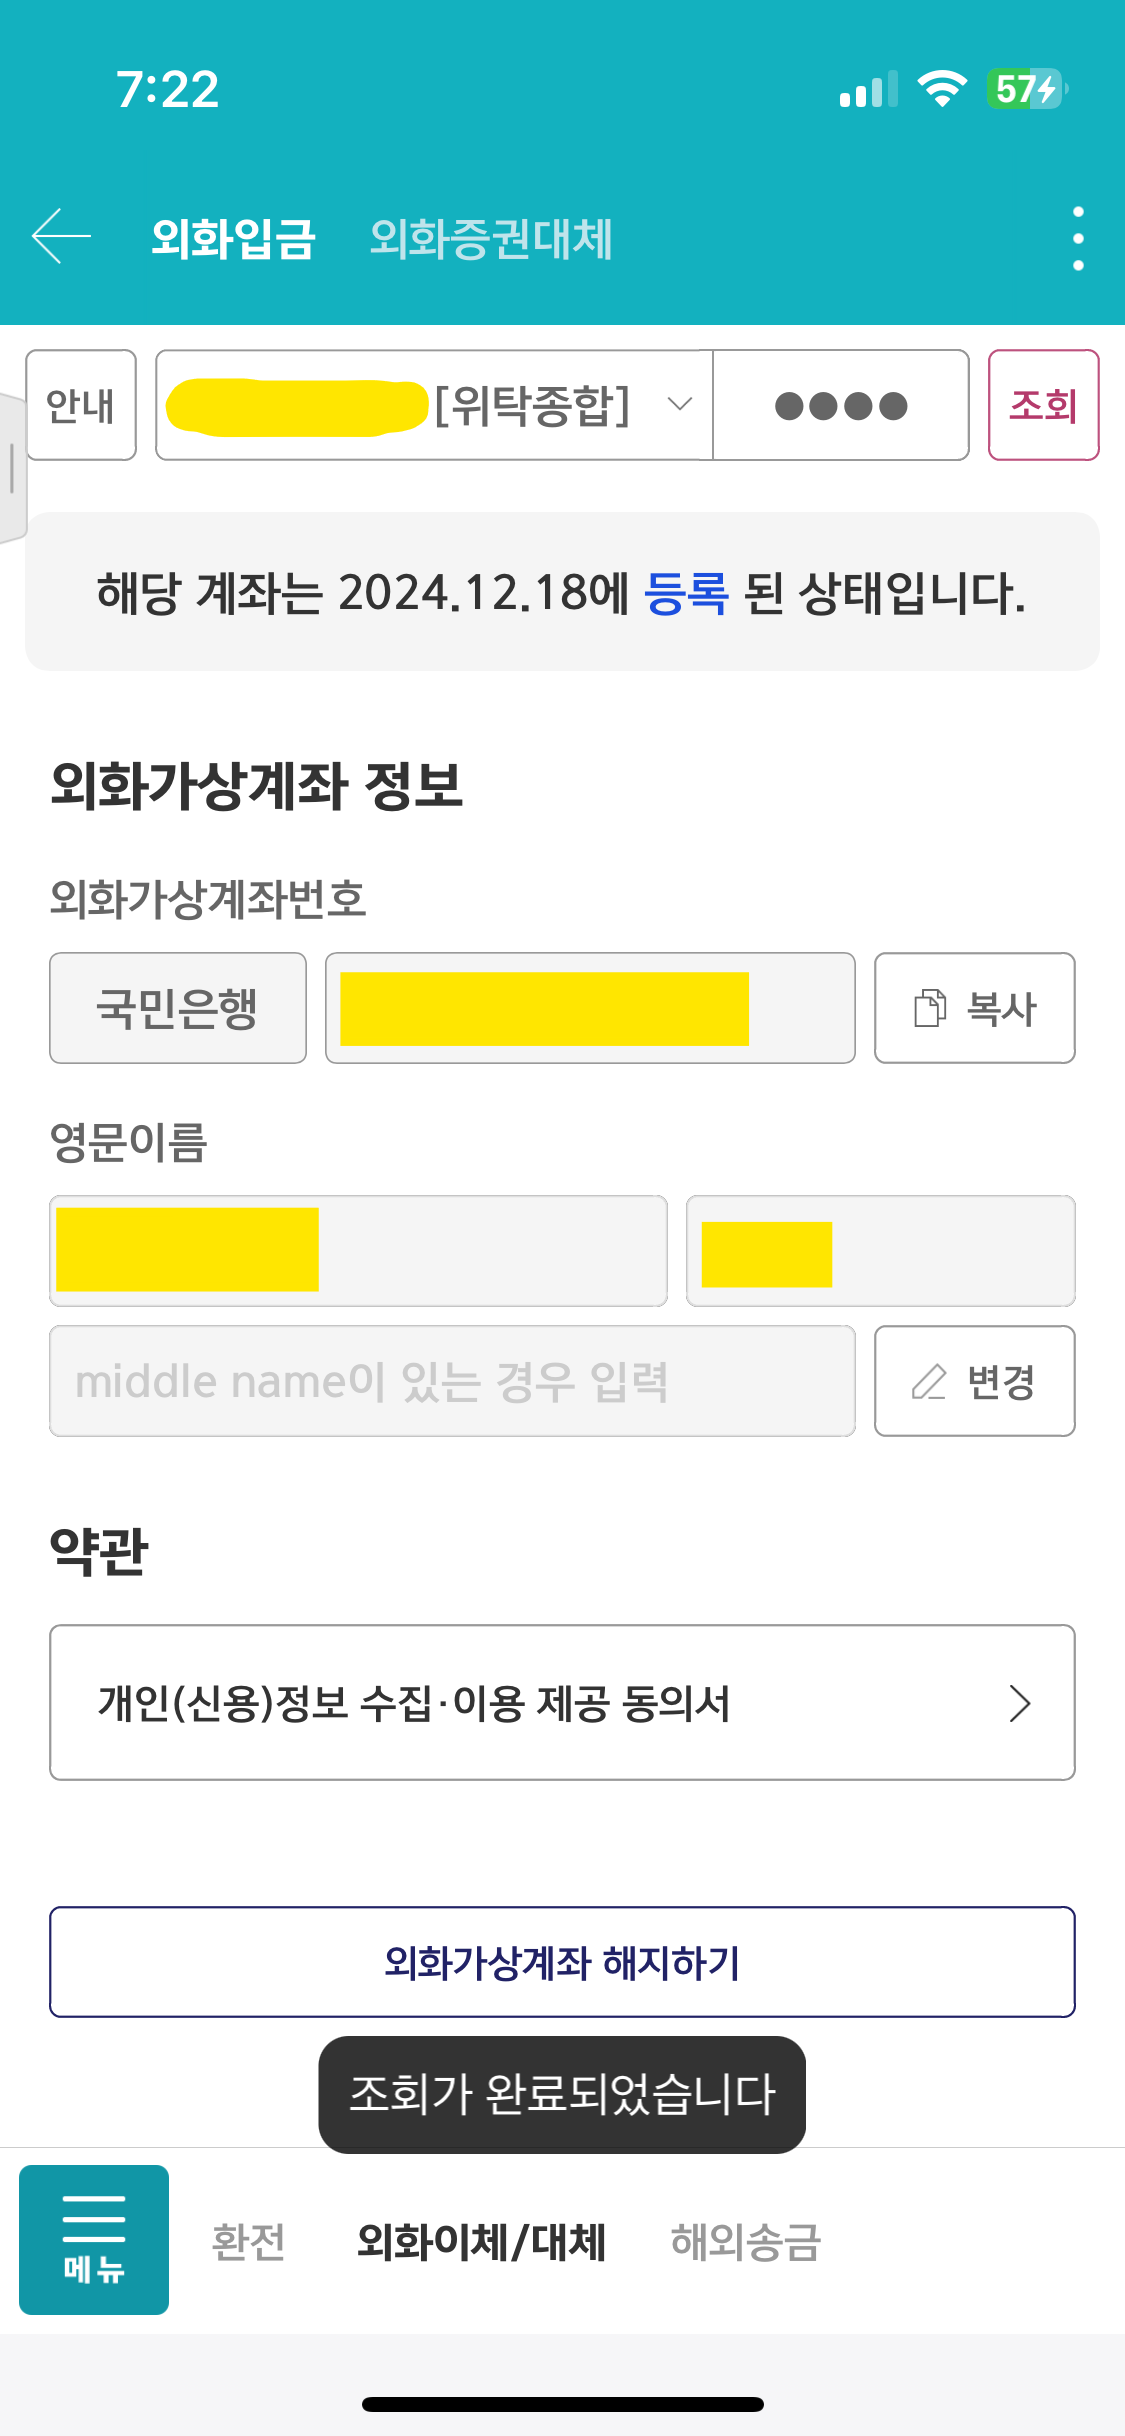 7:22
57
외화입금 외화증권대체
안내 [위탁종합] ●●●● 조회
해당 계좌는 2024.12.18에 등록 된 상태입니다.
외화가상계좌 정보
외화가상계좌번호
국민은행 복사
영문이름
middle name이 있는 경우 입력 변경
약관
개인(신용)정보 수집·이용 제공 동의서
외화가상계좌 해지하기
조회가 완료되었습니다
메뉴 환전 외화이체/대체 해외송금